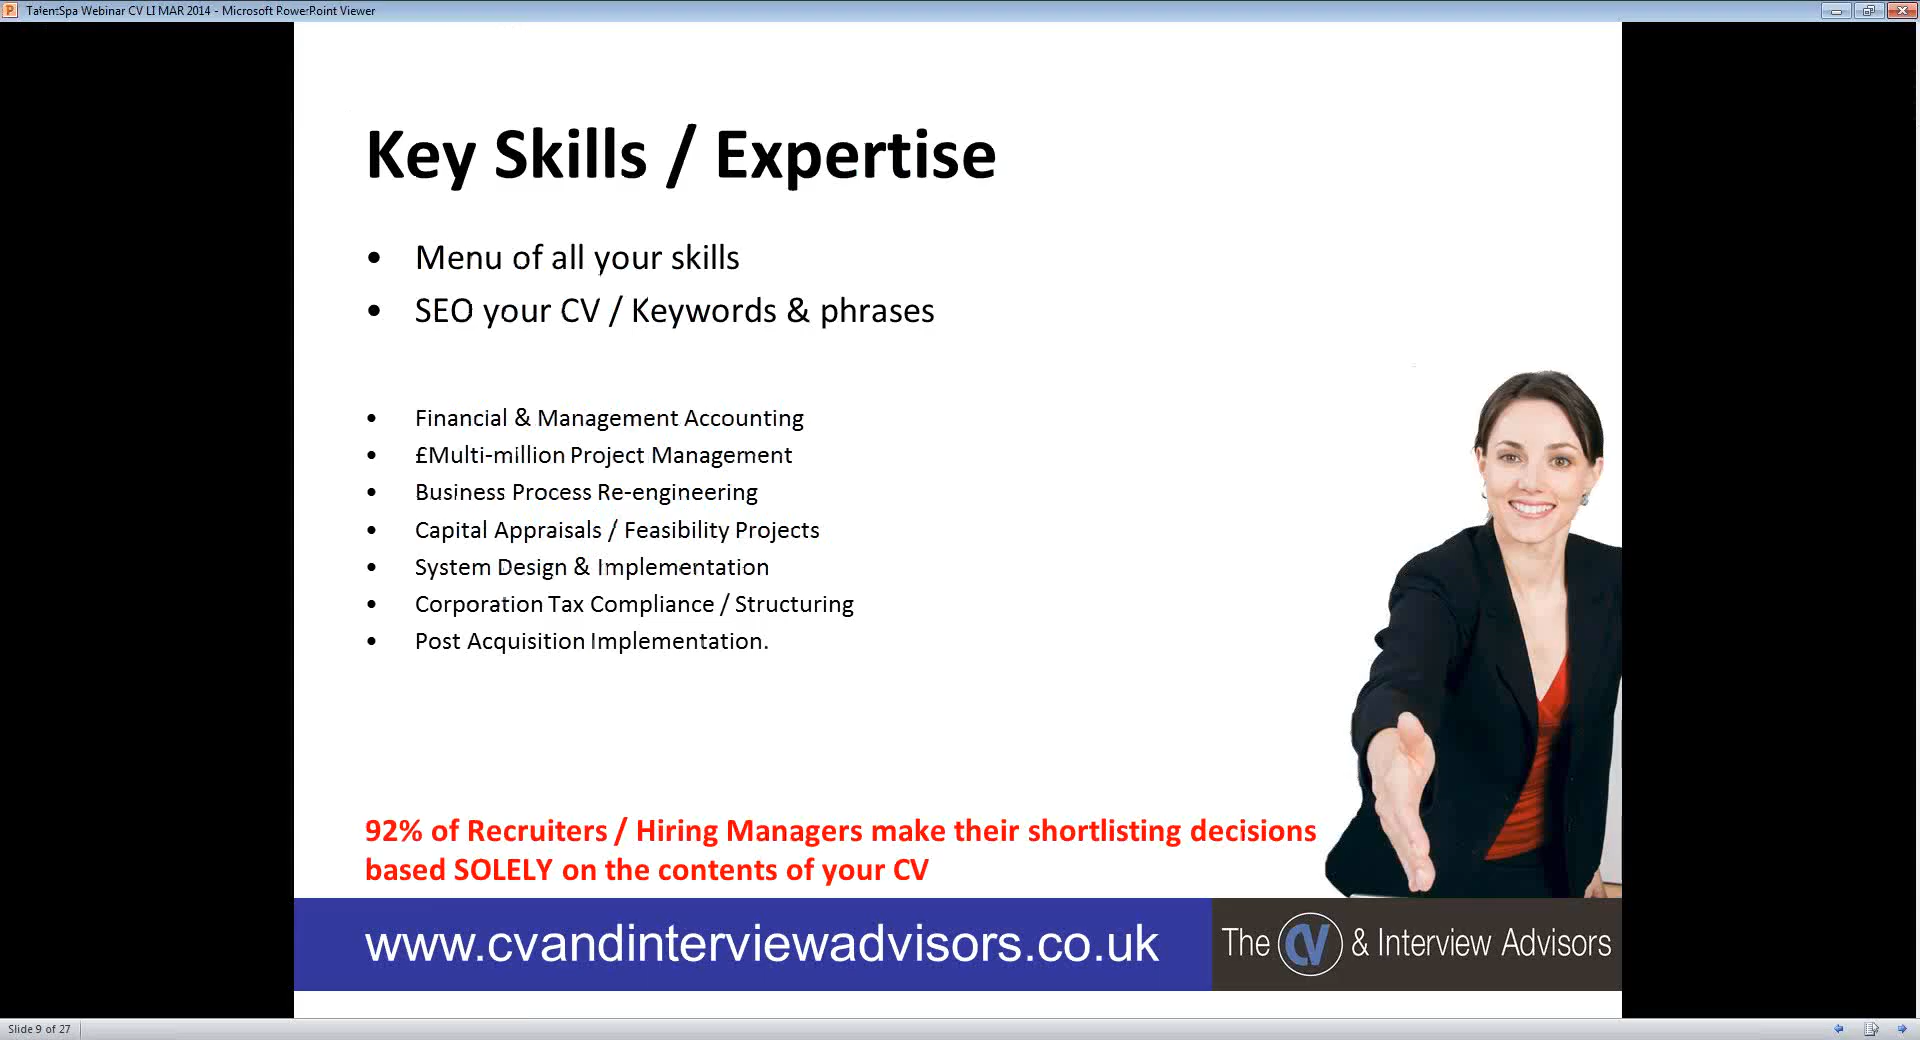 TalentSpa Webinar CV LI MAR 2014 - Microsoft PowerPoint Viewer
Key Skills / Expertise
• Menu of all your skills
• SEO your CV / Keywords & phrases
• Financial & Management Accounting
• £Multi-million Project Management
• Business Process Re-engineering
• Capital Appraisals / Feasibility Projects
• System Design & Implementation
• Corporation Tax Compliance / Structuring
• Post Acquisition Implementation.
92% of Recruiters / Hiring Managers make their shortlisting decisions
based SOLELY on the contents of your CV
www.cvandinterviewadvisors.co.uk
The CV & Interview Advisors
Slide 9 of 27